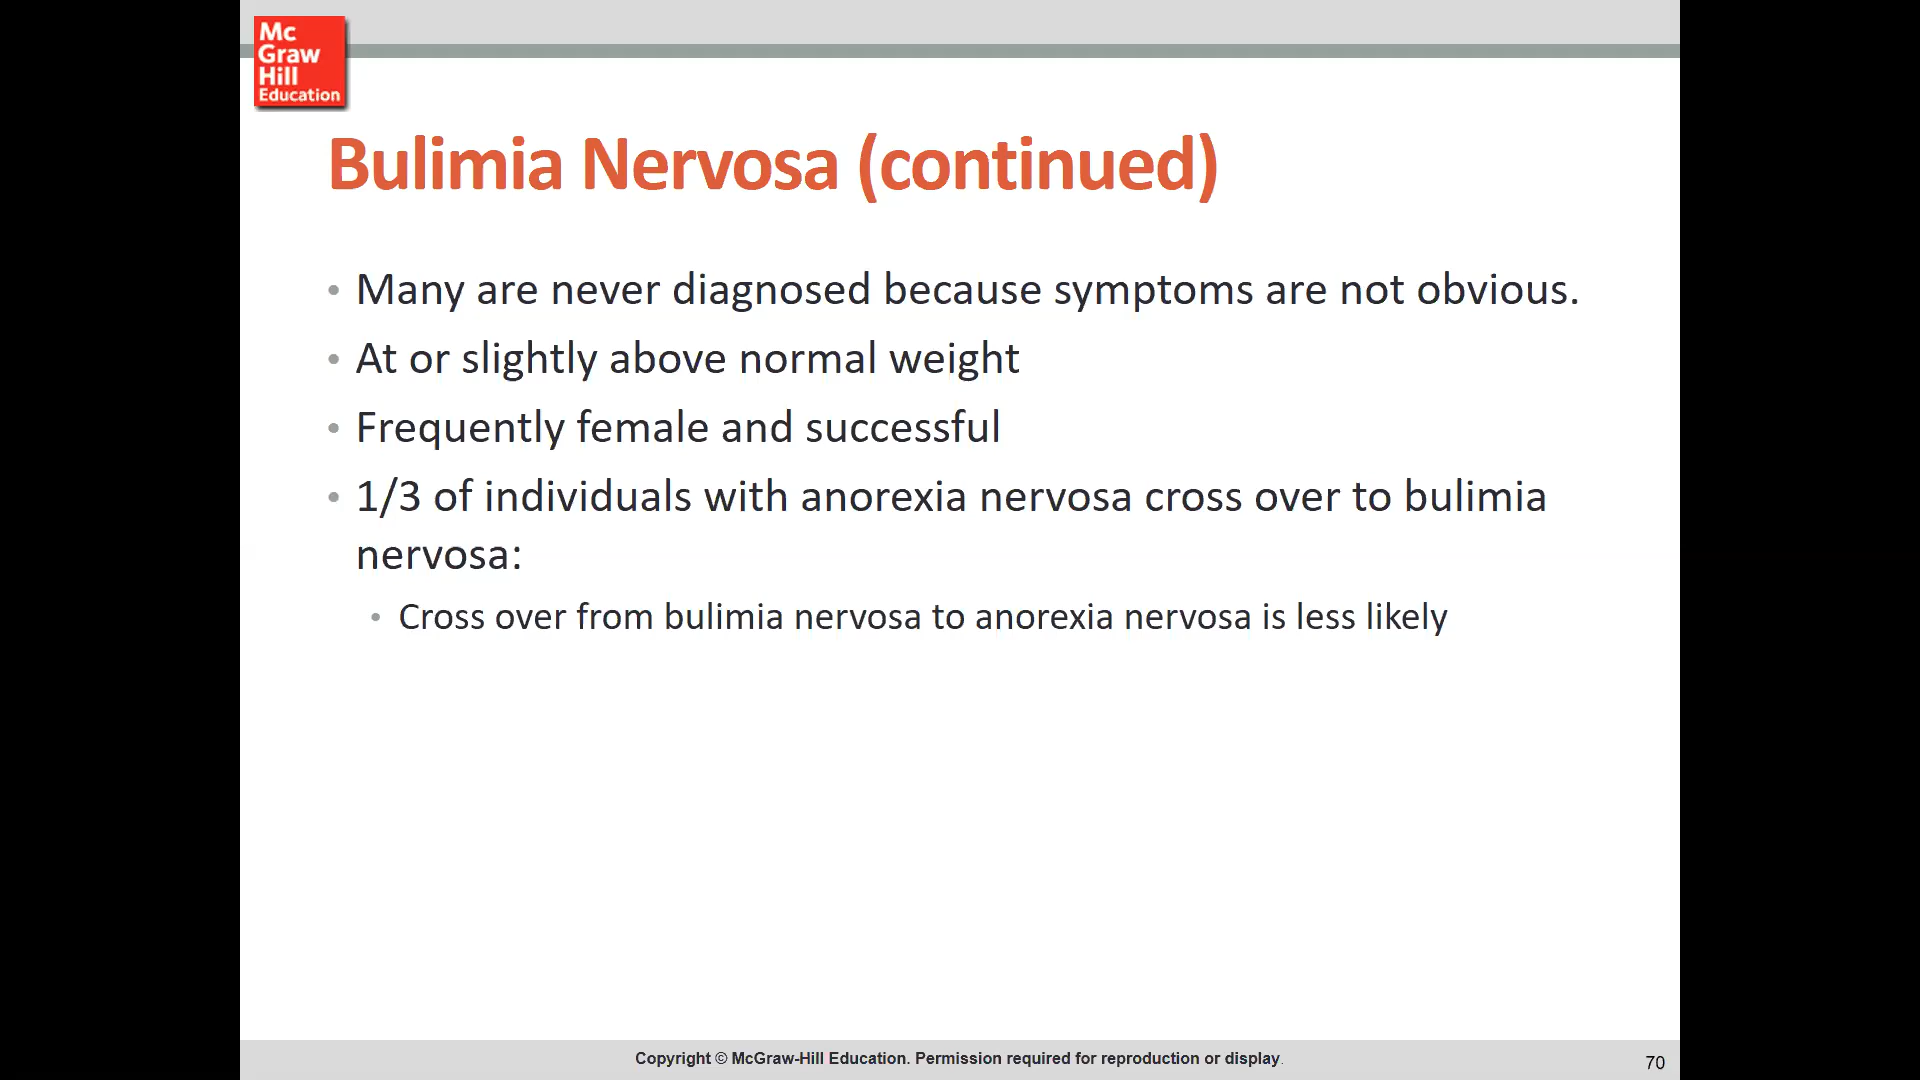 Mc
Graw
Hill
Education
Bulimia Nervosa (continued)
• Many are never diagnosed because symptoms are not obvious.
• At or slightly above normal weight
• Frequently female and successful
• 1/3 of individuals with anorexia nervosa cross over to bulimia
nervosa:
• Cross over from bulimia nervosa to anorexia nervosa is less likely
Copyright © McGraw-Hill Education. Permission required for reproduction or display.
70